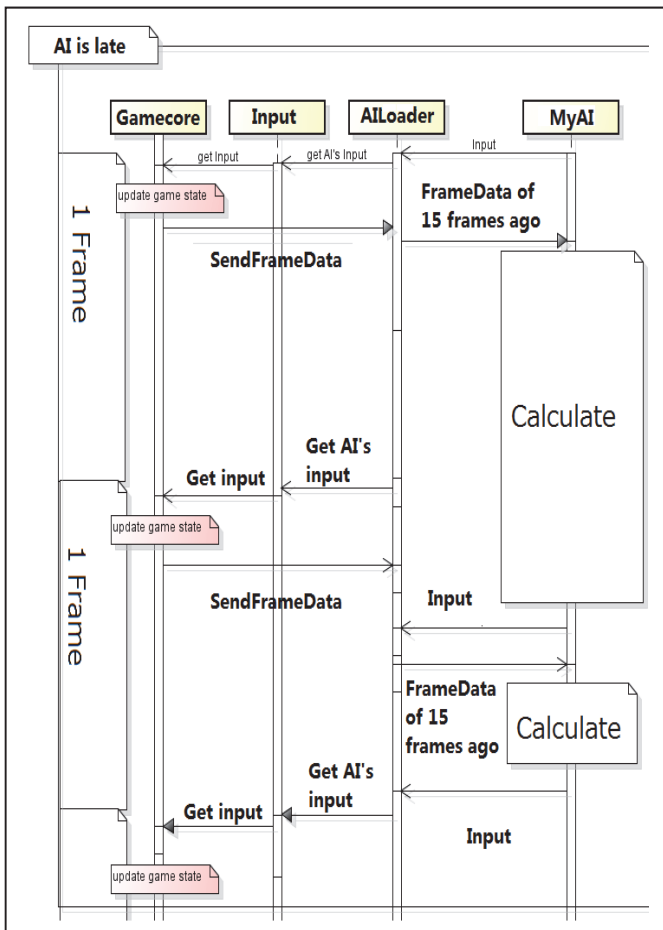 AI is late
Gamecore
Input
AILoader
MyAI
get Input
get AI's Input
Input
update game state
FrameData of
15 frames ago
1 Frame
SendFrameData
Calculate
Get AI's
input
Get input
update game state
1 Frame
SendFrameData
Input
FrameData
of 15
frames ago
Calculate
Get AI's
input
Get input
Input
update game state